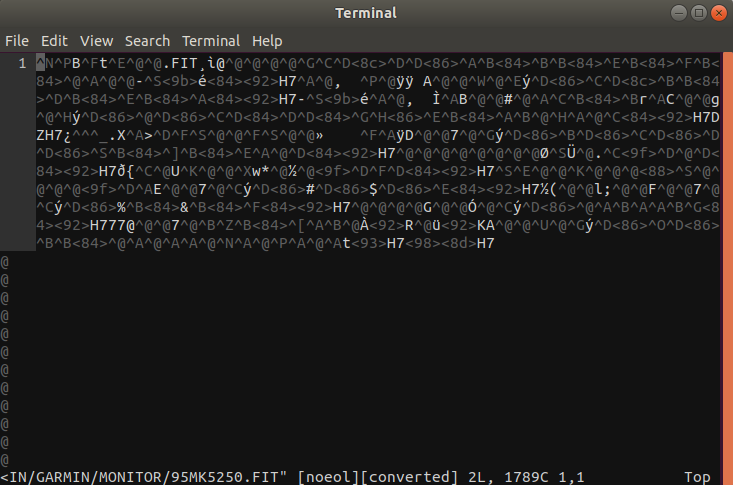 Terminal
File Edit View Search Terminal Help
1 ^N^PB^Ft^E^@^@.FIT¸ì@^@^@^@^@^G^C^D<8c>^D^D<86>^A^B<84>^B^B<84>^E^B<84>^F^B<
84>^@^A^@^@-^S<9b>é<84><92>H7^A^@, ^P^@ÿÿ A^@^@^W^@^Eý^D<86>^C^D<8c>^B^B<84
>^D^B<84>^E^B<84>^A<84><92>H7-^S<9b>é^A^@, Ì^AB^@^@#^@^A^C^B<84>^Br^AC^@^@g
^@^Hý^D<86>^@^D<86>^C^D<84>^D^D<84>^G^H<86>^E^B<84>^A^B^@^H^A^@^C<84><92>H7D
ZH7¿^^^_.X^A>^D^F^S^@^@^F^S^@^@» ^F^AÿD^@^@7^@^Gý^D<86>^B^D<86>^C^D<86>^D
^D<86>^S^B<84>^]^B<84>^E^A^@^D<84><92>H7^@^@^@^@^@^@^@^@^@Ø^SÜ^@.^C<9f>^D^@^D<
84><92>H7ð{^C^@^U^K^@^@^Xw*^@½^@<9f>^D^F^D<84><92>H7^S^E^@^@^K^@^@^@<88>^S^@^@
^@^@^@<9f>^D^AE^@^@7^@^Cý^D<86>#^D<86>$^D<86>^E<84><92>H7¼(^@^@l;^@^@F^@^@7^@
^Cý^D<86>%^B<84>&^B<84>^F<84><92>H7^@^@^@^@G^@^@Ó^@^Cý^D<86>^@^A^B^A^A^B^G<8
4><92>H777@^@^@7^@^B^Z^B<84>^[^A^B^@À<92>R^@ü<92>KA^@^@^U^@^Gý^D<86>^O^D<86>
^B^B<84>^@^A^@^A^A^@^N^A^@^P^A^@^At<93>H7<98><8d>H7
@
@
@
@
@
@
@
@
@
@
@
@
<IN/GARMIN/MONITOR/95MK5250.FIT" [noeol][converted] 2L, 1789C 1,1 Top